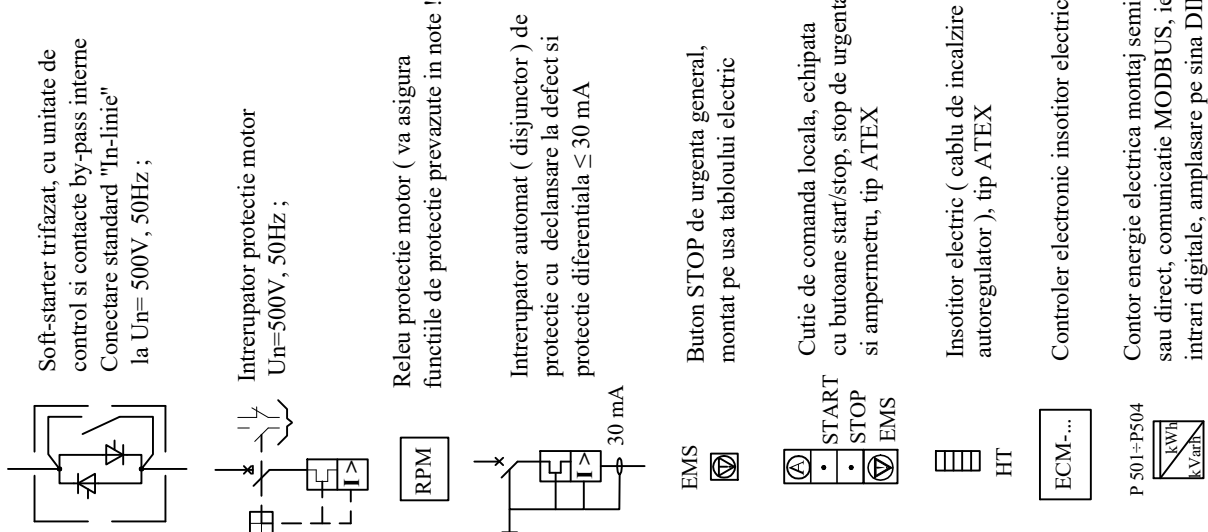 Soft-starter trifazat, cu unitate de
control si contacte by-pass interne
Conectare standard "In-linie"
la Un= 500V, 50Hz ;
I >
Intrerupator protectie motor
Un=500V, 50Hz ;
RPM
Releu protectie motor ( va asigura
functiile de protectie prevazute in note !
I >
30 mA
Intrerupator automat ( disjunctor ) de
protectie cu declansare la defect si
protectie diferentiala ≤ 30 mA
EMS
Buton STOP de urgenta general,
montat pe usa tabloului electric
A
START
STOP
EMS
Cutie de comanda locala, echipata
cu butoane start/stop, stop de urgenta
si ampermetru, tip ATEX
HT
Insotitor electric ( cablu de incalzire
autoregulator ), tip ATEX
ECM-...
Controler electronic insotitor electric
P 501÷P504
kWh
kVarh
Contor energie electrica montaj semi
sau direct, comunicatie MODBUS,
intrari digitale, amplasare pe sina